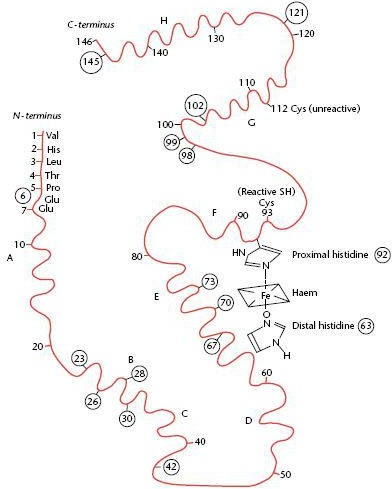 C-terminus
H
121
146
130
120
140
145
110
102
112 Cys (unreactive)
N-terminus
100
G
1 Val
99
2 His
98
3 Leu
4 Thr
(Reactive SH)
5 Pro
Cys
6
Glu
F
90
93
7 Glu
10
HN
Proximal histidine 92
A
80
N
73
E
Fe
Haem
70
O
N
Distal histidine 63
20
67
N
H
23
B
28
60
26
30
C
D
40
42
50